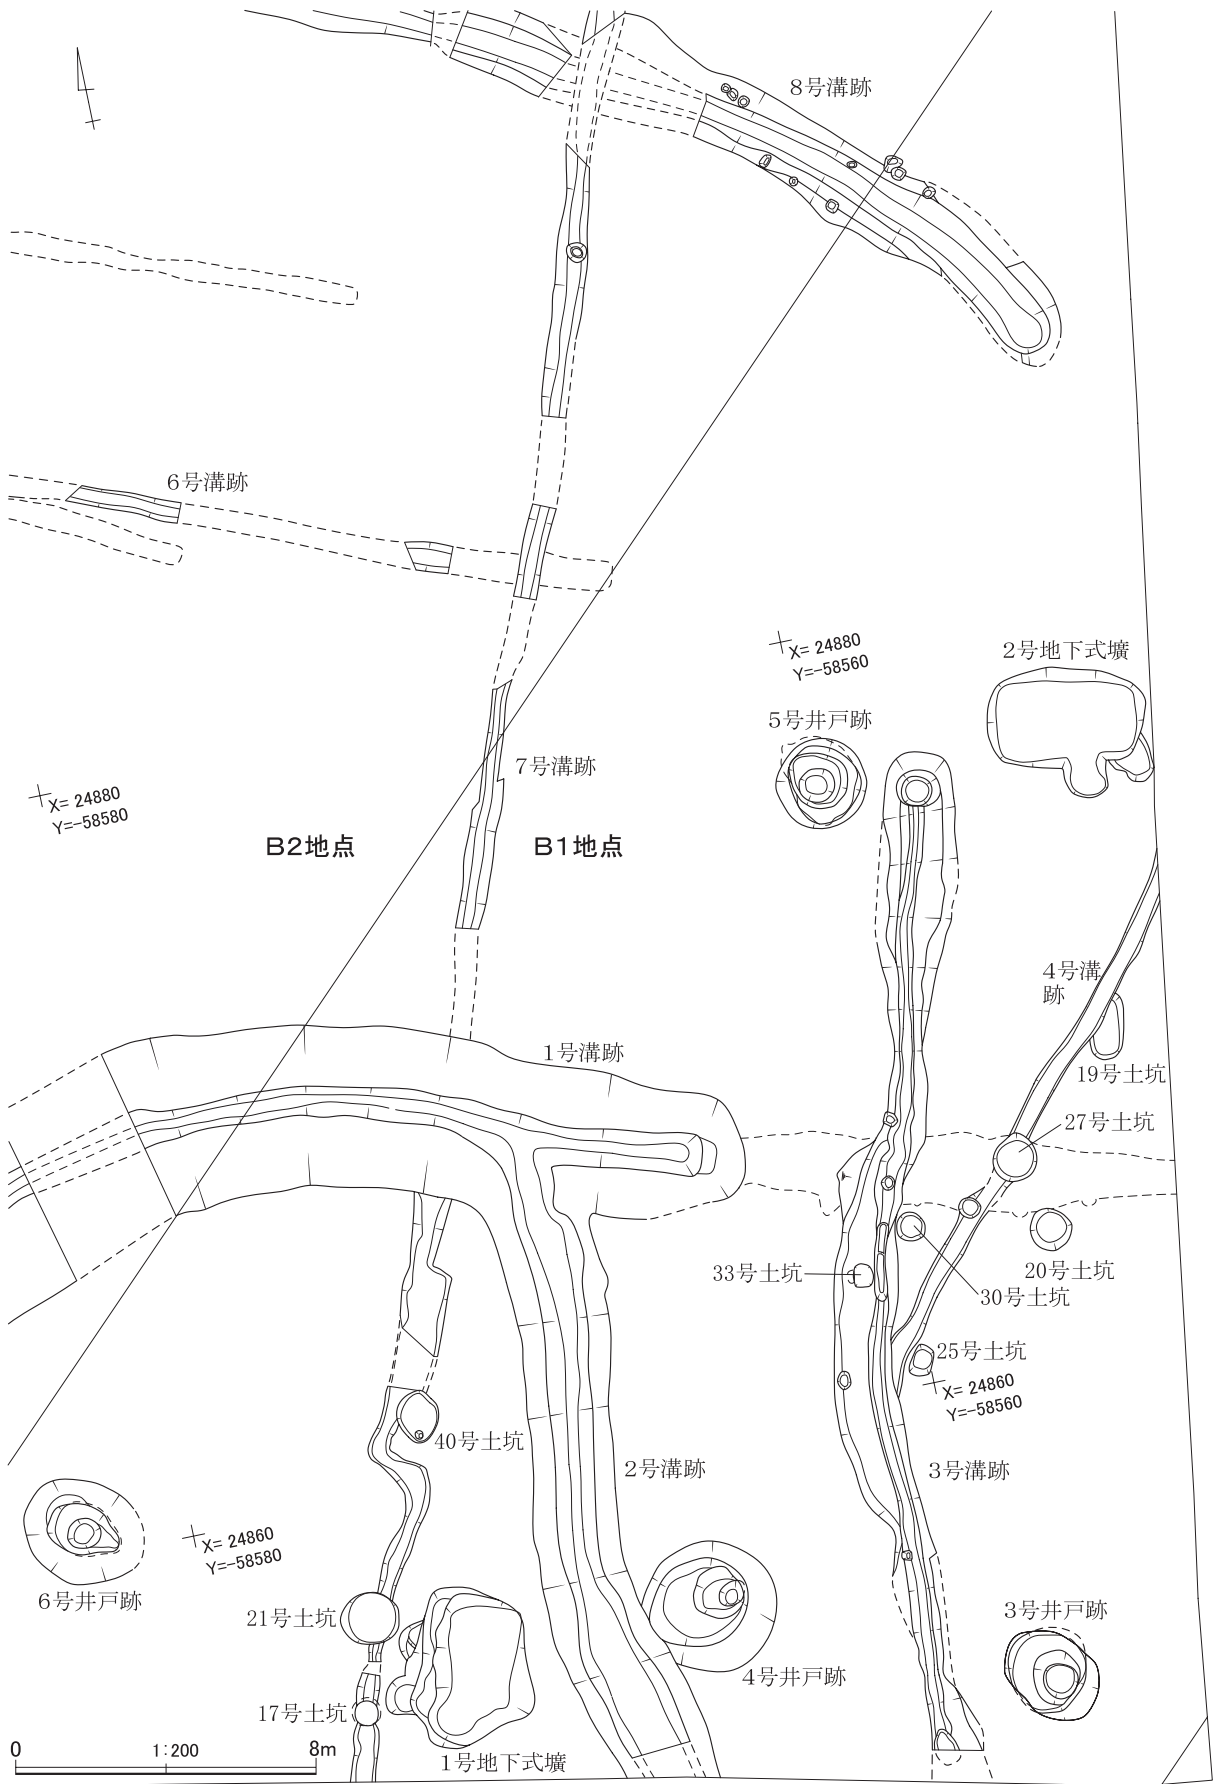 8号溝跡
6号溝跡
X= 24880
Y=-58560
2号地下式壙
5号井戸跡
7号溝跡
X= 24880
Y=-58580
B2地点
B1地点
4号溝
跡
1号溝跡
19号土坑
27号土坑
33号土坑
20号土坑
30号土坑
25号土坑
X= 24860
Y=-58560
40号土坑
2号溝跡
3号溝跡
X= 24860
Y=-58580
6号井戸跡
21号土坑
3号井戸跡
4号井戸跡
17号土坑
0 1:200 8m
1号地下式壙